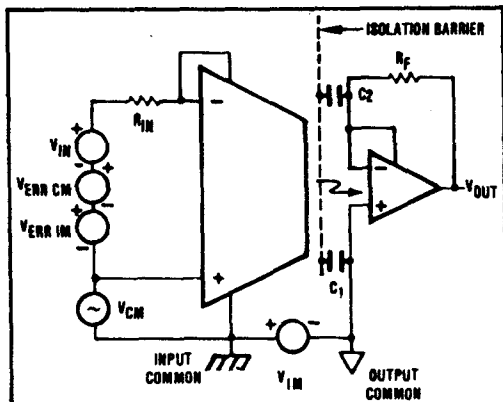 ISOLATION BARRIER
RF
C2
RIN
VIN
VERR CM
VERR IM
VOUT
VCM
C1
INPUT
COMMON
VIM
OUTPUT
COMMON